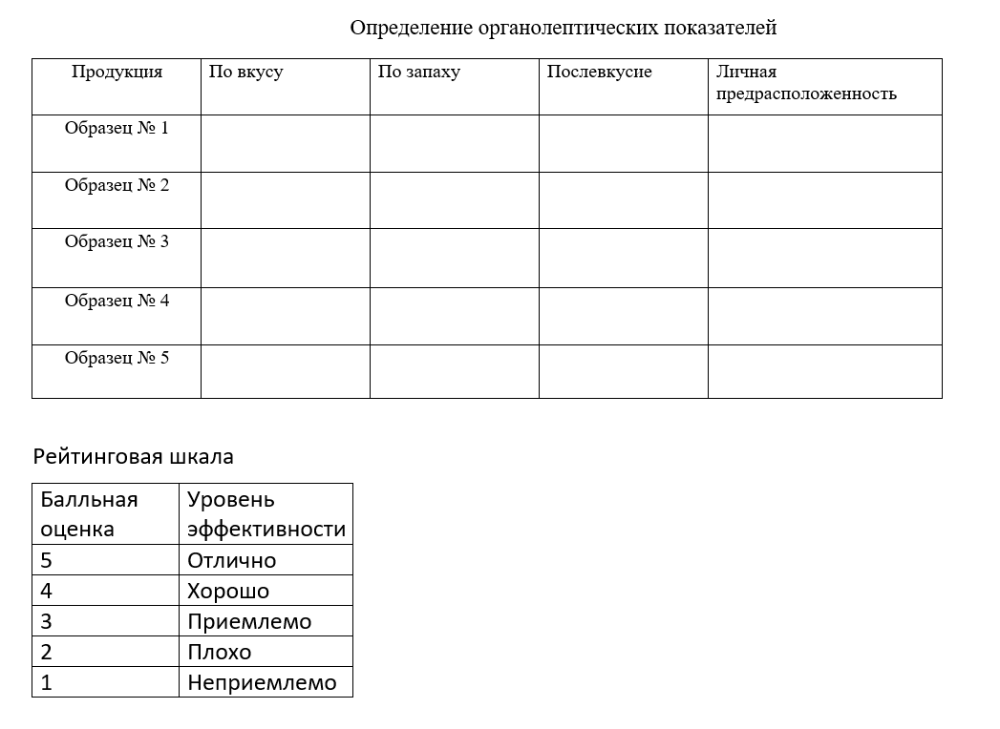 Определение органолептических показателей
Продукция По вкусу По запаху Послевкусие Личная
предрасположенность
Образец № 1
Образец № 2
Образец № 3
Образец № 4
Образец № 5
Рейтинговая шкала
Балльная Уровень
оценка эффективности
5 Отлично
4 Хорошо
3 Приемлемо
2 Плохо
1 Неприемлемо